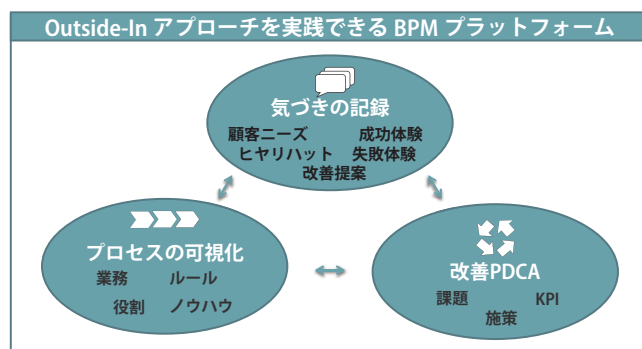 Outside-In アプローチを実践できる BPM プラットフォーム
気づきの記録
顧客ニーズ 成功体験
ヒヤリハット 失敗体験
改善提案
プロセスの可視化
業務 ルール
役割 ノウハウ
改善PDCA
課題 KPI
施策